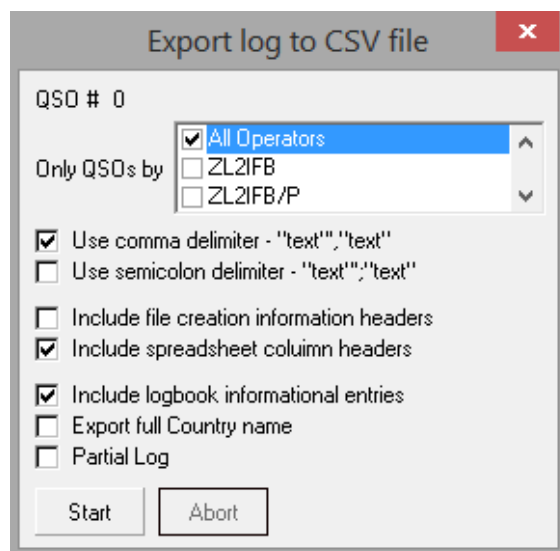 Export log to CSV file
x
QSO # 0
All Operators
Only QSOs by ZL2IFB
ZL2IFB/P
Use comma delimiter - "text'","text"
Use semicolon delimiter - "text'";"text"
Include file creation information headers
Include spreadsheet coluimn headers
Include logbook informational entries
Export full Country name
Partial Log
Start Abort